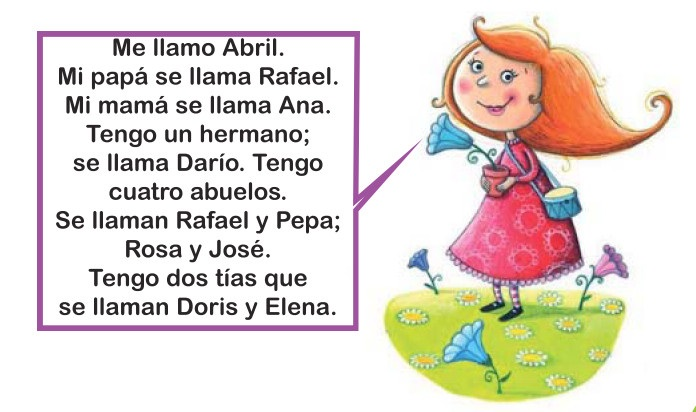 Me llamo Abril.
Mi papá se llama Rafael.
Mi mamá se llama Ana.
Tengo un hermano;
se llama Darío. Tengo
cuatro abuelos.
Se llaman Rafael y Pepa;
Rosa y José.
Tengo dos tías que
se llaman Doris y Elena.